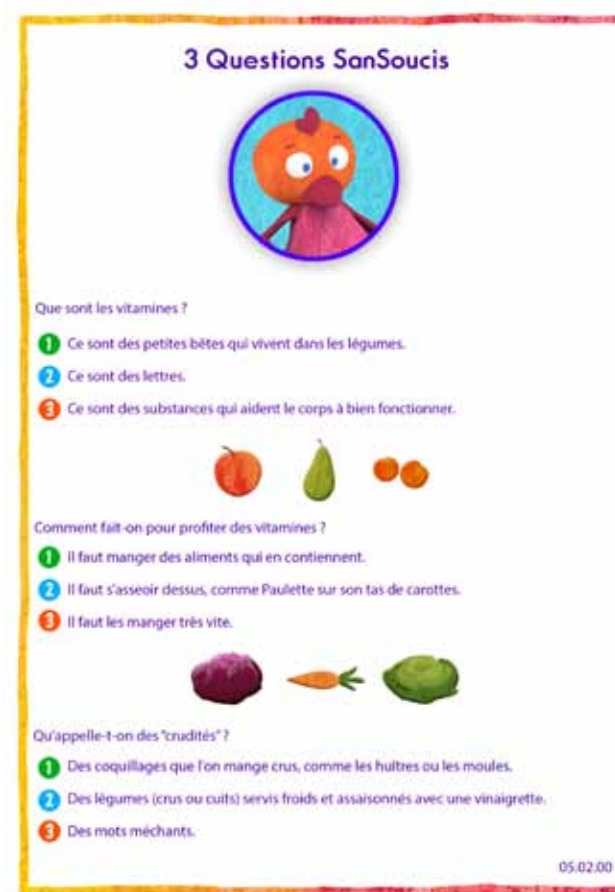 3 Questions SanSoucis
Que sont les vitamines ?
1 Ce sont des petites bêtes qui vivent dans les légumes.
2 Ce sont des lettres.
3 Ce sont des substances qui aident le corps à bien fonctionner.
Comment fait-on pour profiter des vitamines ?
1 Il faut manger des aliments qui en contiennent.
2 Il faut s'asseoir dessus, comme Paulette sur son tas de carottes.
3 Il faut les manger très vite.
Qu'appelle-t-on des "crudités" ?
1 Des coquillages que l'on mange crus, comme les huîtres ou les moules.
2 Des légumes (crus ou cuits) servis froids et assaisonnés avec une vinaigrette.
3 Des mots méchants.
05.02.00